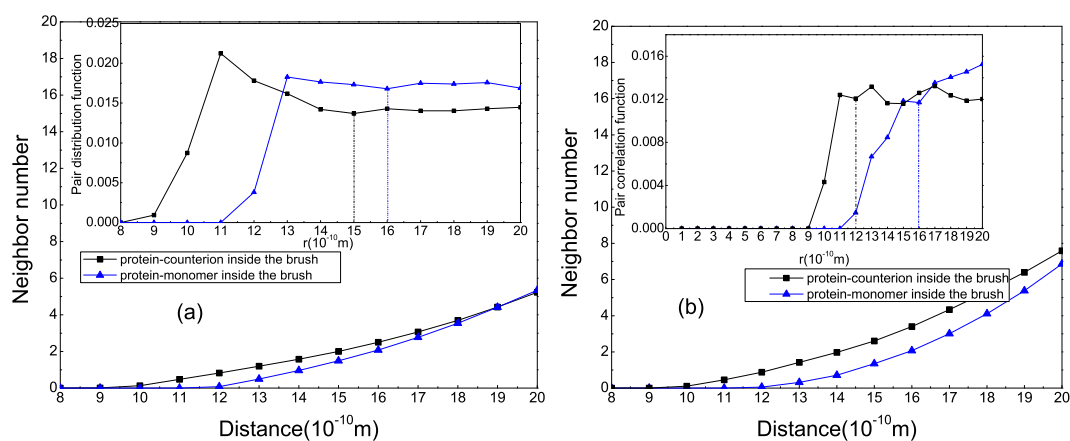 (a)
Neighbor number
20
18
16
14
12
10
8
6
4
2
0
8 9 10 11 12 13 14 15 16 17 18 19 20
Distance(10⁻¹⁰m)
Pair distribution function
0.025
0.020
0.015
0.010
0.005
0.000
8 9 10 11 12 13 14 15 16 17 18 19 20
r(10⁻¹⁰m)
protein-counterion inside the brush
protein-monomer inside the brush
(b)
Neighbor number
20
18
16
14
12
10
8
6
4
2
0
8 9 10 11 12 13 14 15 16 17 18 19 20
Distance(10⁻¹⁰m)
Pair correlation function
0.016
0.012
0.008
0.004
0.000
0 1 2 3 4 5 6 7 8 9 10 11 12 13 14 15 16 17 18 19 20
r(10⁻¹⁰m)
protein-counterion inside the brush
protein-monomer inside the brush